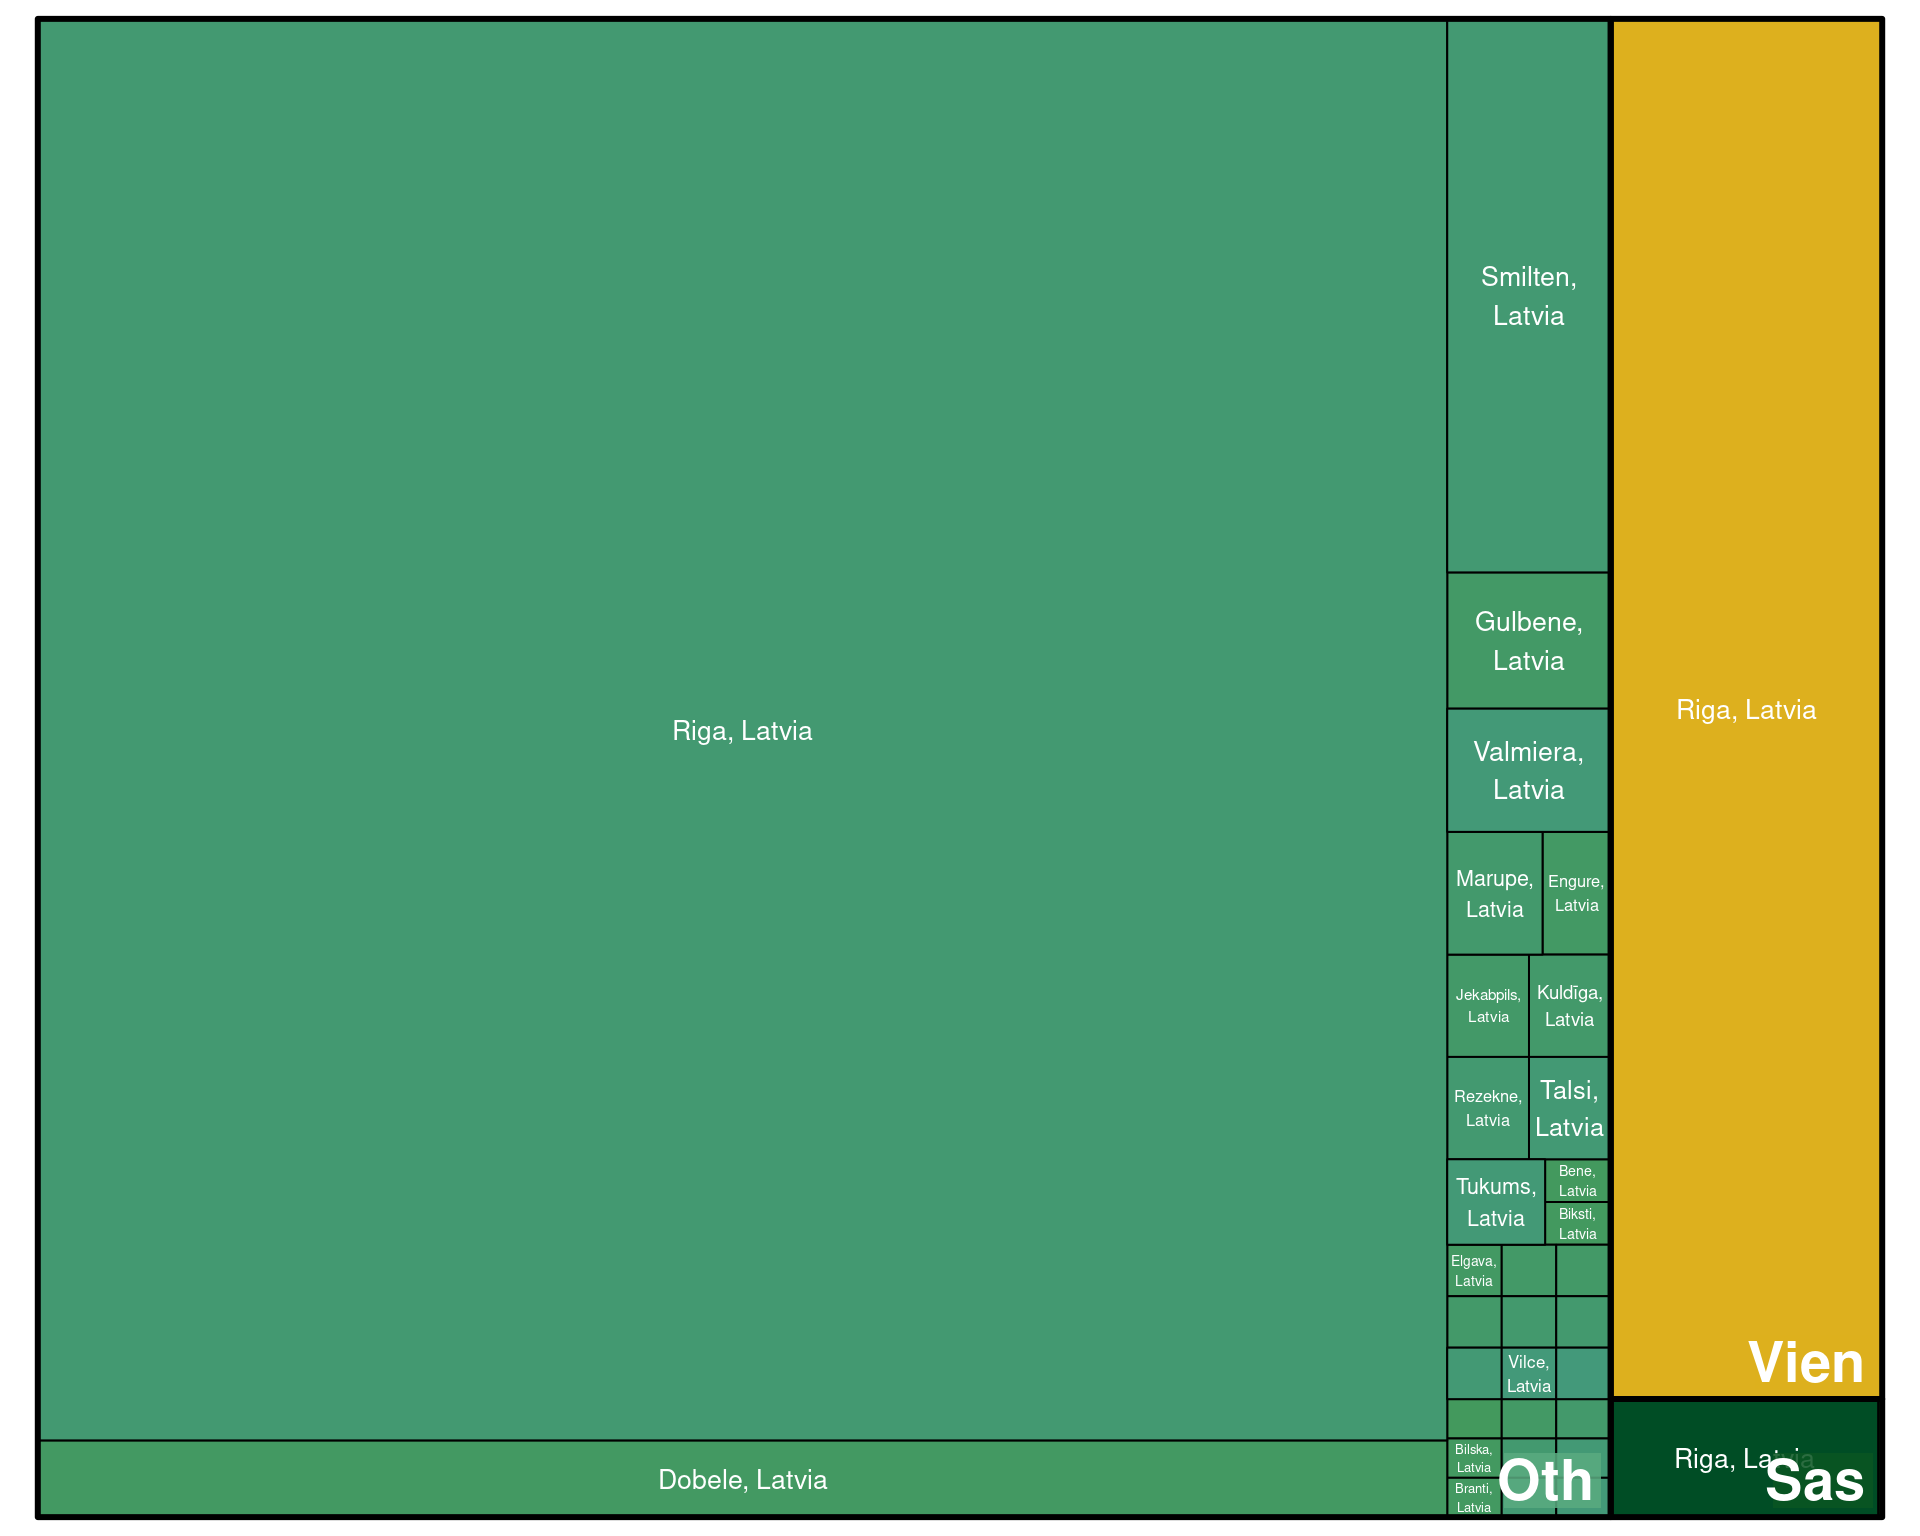 Riga, Latvia
Dobele, Latvia
Smilten,
Latvia
Gulbene,
Latvia
Valmiera,
Latvia
Marupe,
Latvia
Engure,
Latvia
Jekabpils,
Latvia
Kuldīga,
Latvia
Rezekne,
Latvia
Talsi,
Latvia
Tukums,
Latvia
Bene,
Latvia
Biksti,
Latvia
Elgava,
Latvia
Vilce,
Latvia
Bilska,
Latvia
Branti,
Latvia
Oth
Riga, Latvia
Vien
Riga, Latvia
Sas